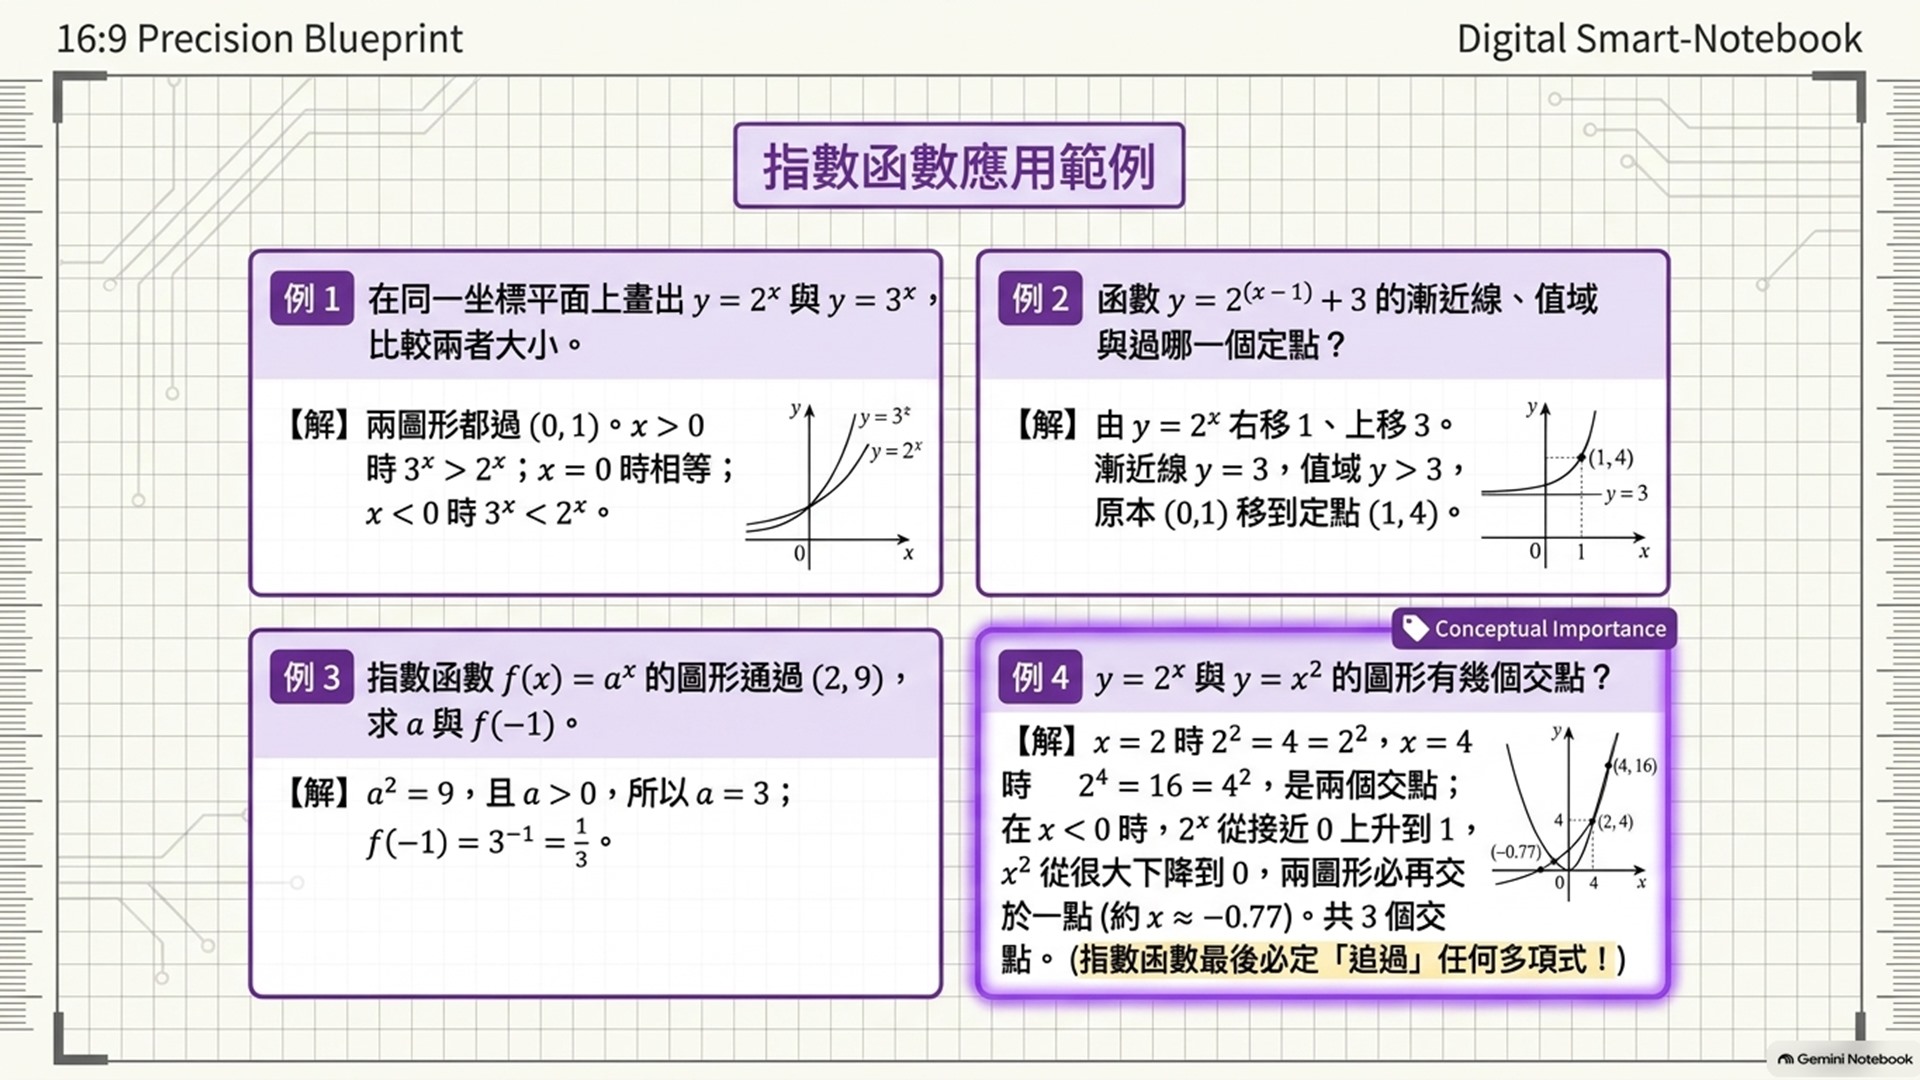 16:9 Precision Blueprint
Digital Smart-Notebook
指數函數應用範例
例 1 在同一坐標平面上畫出 y = 2ˣ 與 y = 3ˣ，
比較兩者大小。
【解】兩圖形都過 (0, 1)。x > 0
時 3ˣ > 2ˣ；x = 0 時相等；
x < 0 時 3ˣ < 2ˣ。
y
y = 3ˣ
y = 2ˣ
0
x
例 2 函數 y = 2⁽ˣ⁻¹⁾ + 3 的漸近線、值域
與過哪一個定點？
【解】由 y = 2ˣ 右移 1、上移 3。
漸近線 y = 3，值域 y > 3，
原本 (0,1) 移到定點 (1, 4)。
y
(1, 4)
y = 3
0 1 x
例 3 指數函數 f(x) = aˣ 的圖形通過 (2, 9)，
求 a 與 f(−1)。
【解】a² = 9，且 a > 0，所以 a = 3；
f(−1) = 3⁻¹ = 1/3。
Conceptual Importance
例 4 y = 2ˣ 與 y = x² 的圖形有幾個交點？
【解】x = 2 時 2² = 4 = 2²，x = 4
時 2⁴ = 16 = 4²，是兩個交點；
在 x < 0 時，2ˣ 從接近 0 上升到 1，
x² 從很大下降到 0，兩圖形必再交
於一點 (約 x ≈ −0.77)。共 3 個交
點。(指數函數最後必定「追過」任何多項式！)
y
(4, 16)
4
(2, 4)
(−0.77)
0 4 x
Gemini Notebook